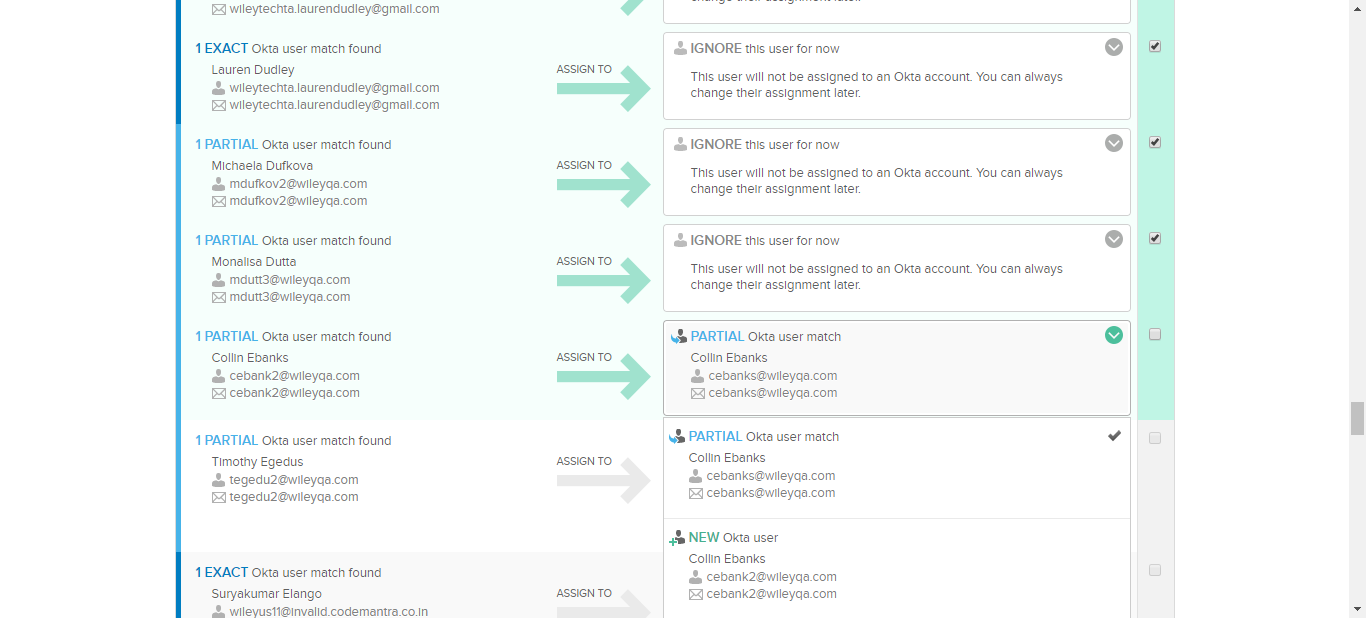 wileytechta.laurendudley@gmail.com
change their assignment later.
1 EXACT Okta user match found
Lauren Dudley
wileytechta.laurendudley@gmail.com
wileytechta.laurendudley@gmail.com
ASSIGN TO
IGNORE this user for now
This user will not be assigned to an Okta account. You can always
change their assignment later.
1 PARTIAL Okta user match found
Michaela Dufkova
mdufkov2@wileyqa.com
mdufkov2@wileyqa.com
ASSIGN TO
IGNORE this user for now
This user will not be assigned to an Okta account. You can always
change their assignment later.
1 PARTIAL Okta user match found
Monalisa Dutta
mdutt3@wileyqa.com
mdutt3@wileyqa.com
ASSIGN TO
IGNORE this user for now
This user will not be assigned to an Okta account. You can always
change their assignment later.
1 PARTIAL Okta user match found
Collin Ebanks
cebank2@wileyqa.com
cebank2@wileyqa.com
ASSIGN TO
PARTIAL Okta user match
Collin Ebanks
cebanks@wileyqa.com
cebanks@wileyqa.com
1 PARTIAL Okta user match found
Timothy Egedus
tegedu2@wileyqa.com
tegedu2@wileyqa.com
ASSIGN TO
PARTIAL Okta user match
Collin Ebanks
cebanks@wileyqa.com
cebanks@wileyqa.com
NEW Okta user
Collin Ebanks
cebank2@wileyqa.com
cebank2@wileyqa.com
1 EXACT Okta user match found
Suryakumar Elango
wileyus11@invalid.codemantra.co.in
ASSIGN TO